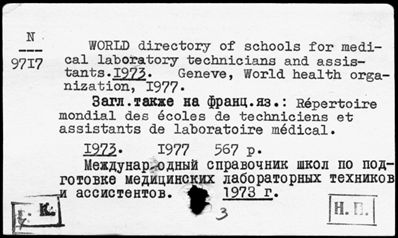 N
9717
WORLD directory of schools for medi-
cal laboratory technicians and assis-
tants.1973. Geneve, World health orga-
nization, 1977.
Загл.также на франц.яз.: Répertoire
mondial des écoles de techniciens et
assistants de laboratoire médical.
1973. 1977 567 p.
Международный справочник школ по под-
готовке медицинских лабораторных техников
и ассистентов. 1973 г.
3
К.
Н.П.